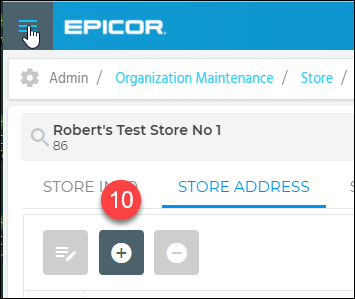 EPICOR
Admin / Organization Maintenance / Store /
Robert's Test Store No 1
86
STORE INFO STORE ADDRESS S
10